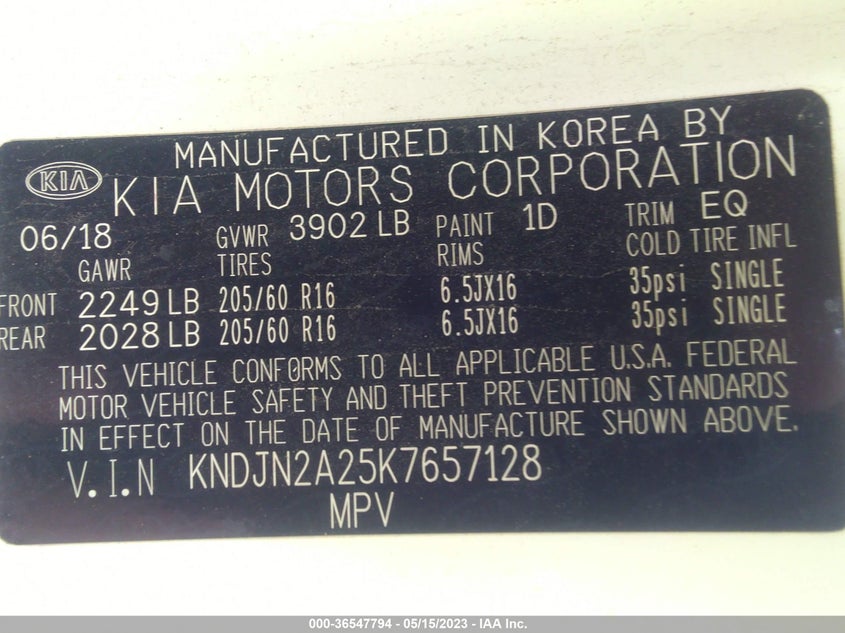 MANUFACTURED IN KOREA BY
KIA KIA MOTORS CORPORATION
06/18 GVWR 3902 LB PAINT 1D TRIM EQ
GAWR TIRES RIMS COLD TIRE INFL
FRONT 2249 LB 205/60 R16 6.5JX16 35psi SINGLE
REAR 2028 LB 205/60 R16 6.5JX16 35psi SINGLE
THIS VEHICLE CONFORMS TO ALL APPLICABLE U.S.A. FEDERAL
MOTOR VEHICLE SAFETY AND THEFT PREVENTION STANDARDS
IN EFFECT ON THE DATE OF MANUFACTURE SHOWN ABOVE.
V.I.N KNDJN2A25K7657128
MPV
000-36547794 - 05/15/2023 - IAA Inc.